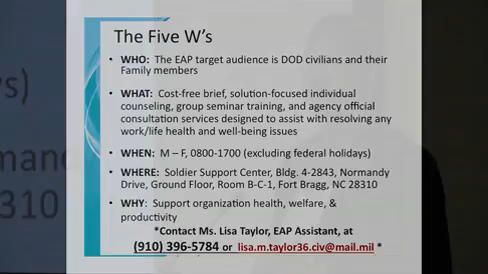 The Five W's
s)
• WHO: The EAP target audience is DOD civilians and their
Family members
• WHAT: Cost-free brief, solution-focused individual
counseling, group seminar training, and agency official
consultation services designed to assist with resolving any
work/life health and well-being issues
• WHEN: M – F, 0800-1700 (excluding federal holidays)
• WHERE: Soldier Support Center, Bldg. 4-2843, Normandy
Drive, Ground Floor, Room B-C-1, Fort Bragg, NC 28310
• WHY: Support organization health, welfare, &
productivity
*Contact Ms. Lisa Taylor, EAP Assistant, at
(910) 396-5784 or lisa.m.taylor36.civ@mail.mil *
mand
310